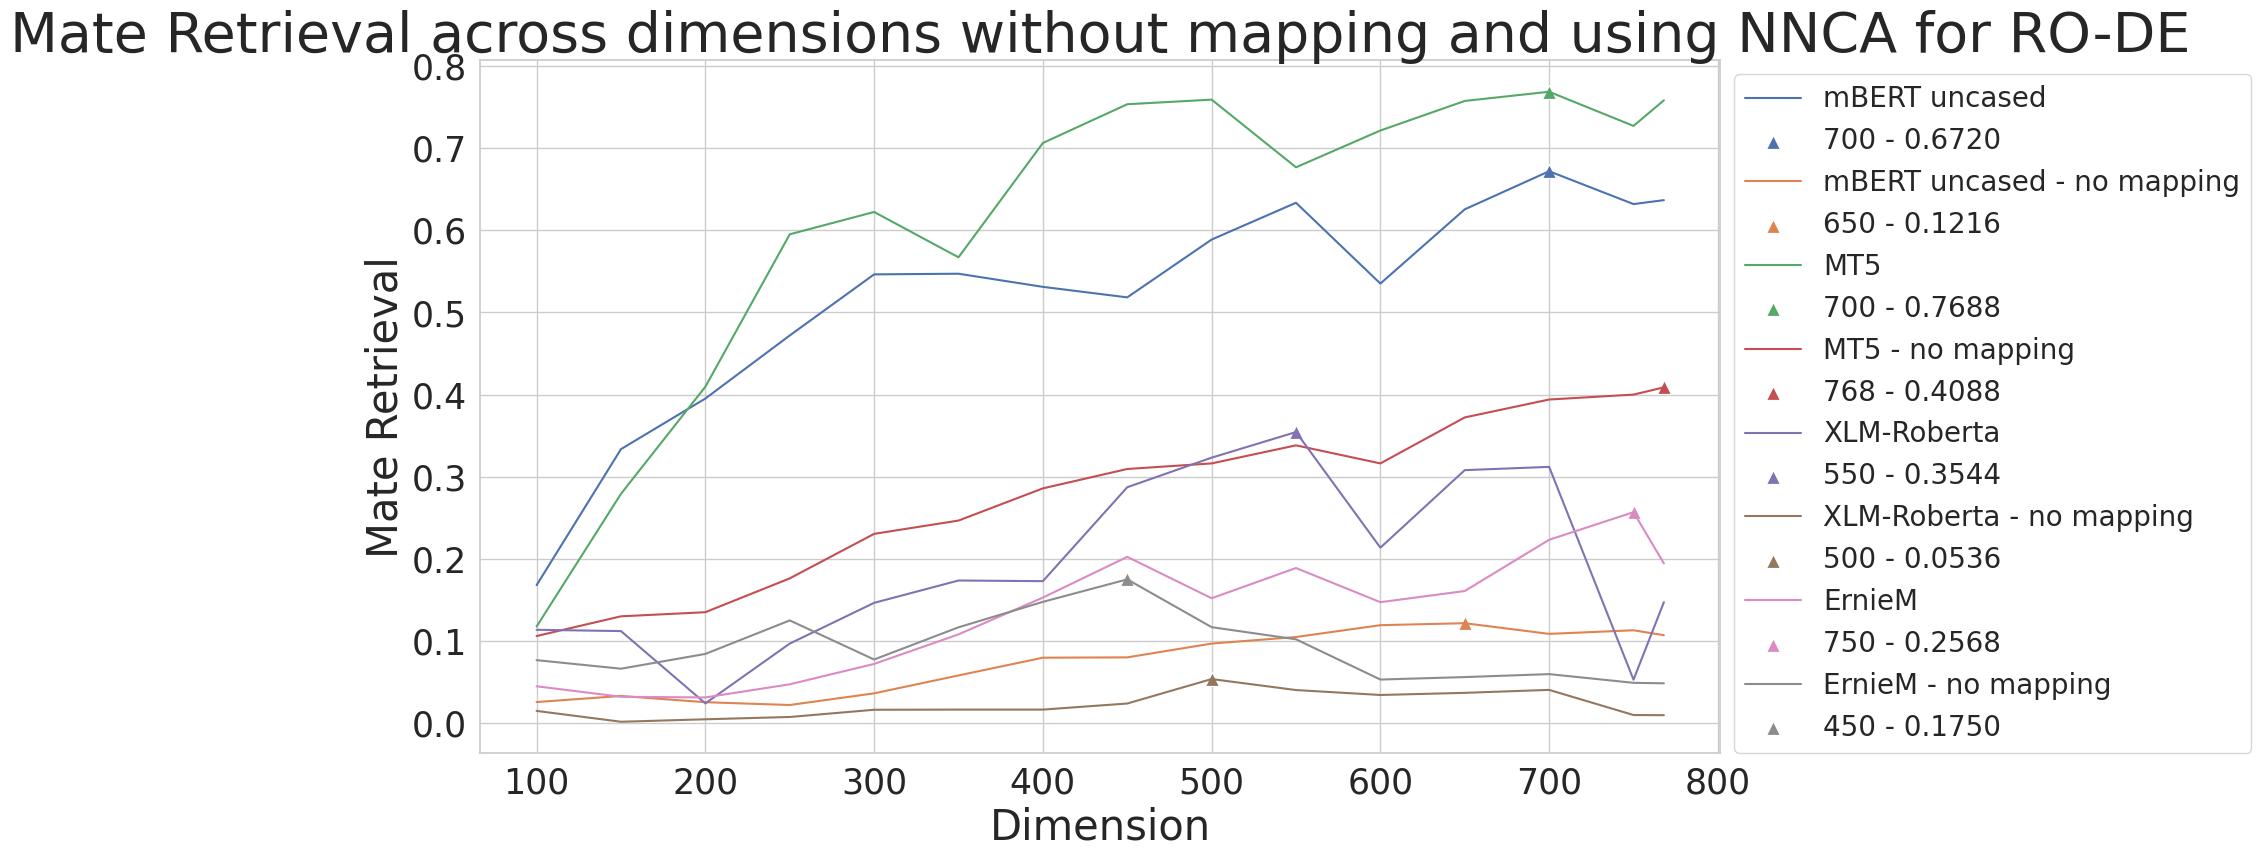 Mate Retrieval across dimensions without mapping and using NNCA for RO-DE
Mate Retrieval
0.8
0.7
0.6
0.5
0.4
0.3
0.2
0.1
0.0
100 200 300 400 500 600 700 800
Dimension
mBERT uncased
700 - 0.6720
mBERT uncased - no mapping
650 - 0.1216
MT5
700 - 0.7688
MT5 - no mapping
768 - 0.4088
XLM-Roberta
550 - 0.3544
XLM-Roberta - no mapping
500 - 0.0536
ErnieM
750 - 0.2568
ErnieM - no mapping
450 - 0.1750